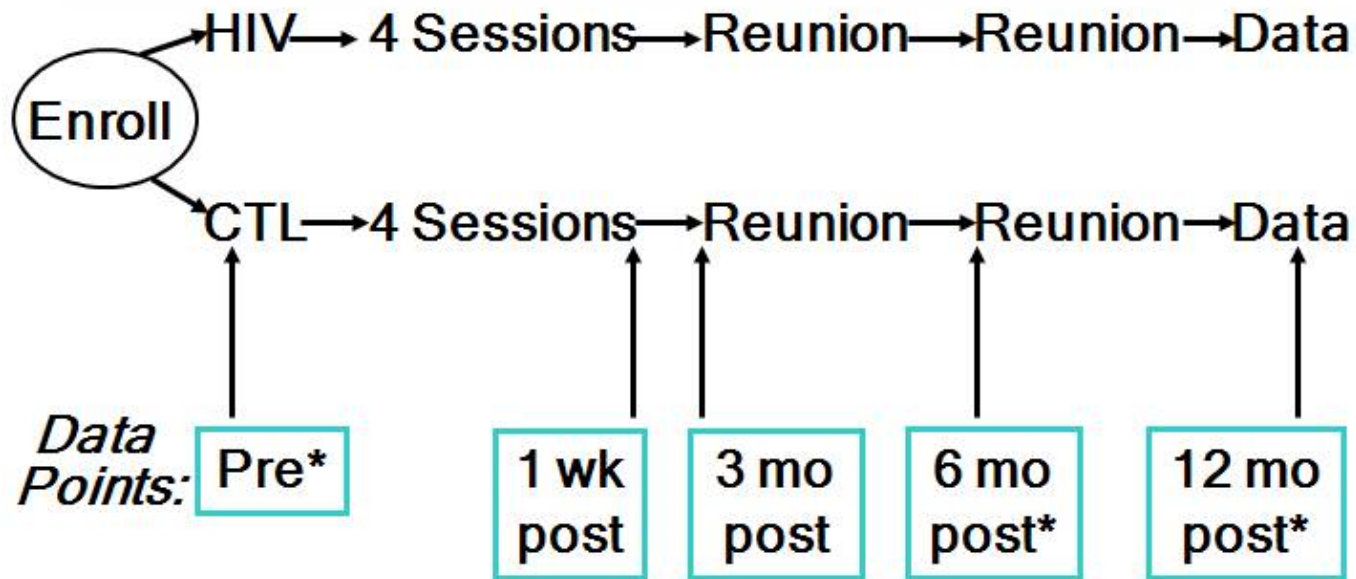 HIV 4 Sessions Reunion Reunion Data
Enroll
CTL 4 Sessions Reunion Reunion Data
Data
Points:
Pre*
1 wk
post
3 mo
post
6 mo
post*
12 mo
post*